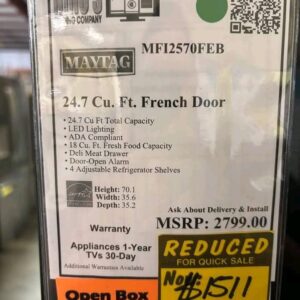 & COMPANY
MFI2570FEB
MAYTAG
24.7 Cu. Ft. French Door
• 24.7 Cu Ft Total Capacity
• LED Lighting
• ADA Compliant
• 18 Cu. Ft. Fresh Food Capacity
• Deli Meat Drawer
• Door-Open Alarm
• 4 Adjustable Refrigerator Shelves
Height: 70.1
Width: 35.6
Depth: 35.2
Ask About Delivery & Install
MSRP: 2799.00
Warranty
Appliances 1-Year
TVs 30-Day
Additional Warranties Available
REDUCED
FOR QUICK SALE
Now
$1511
Open Box